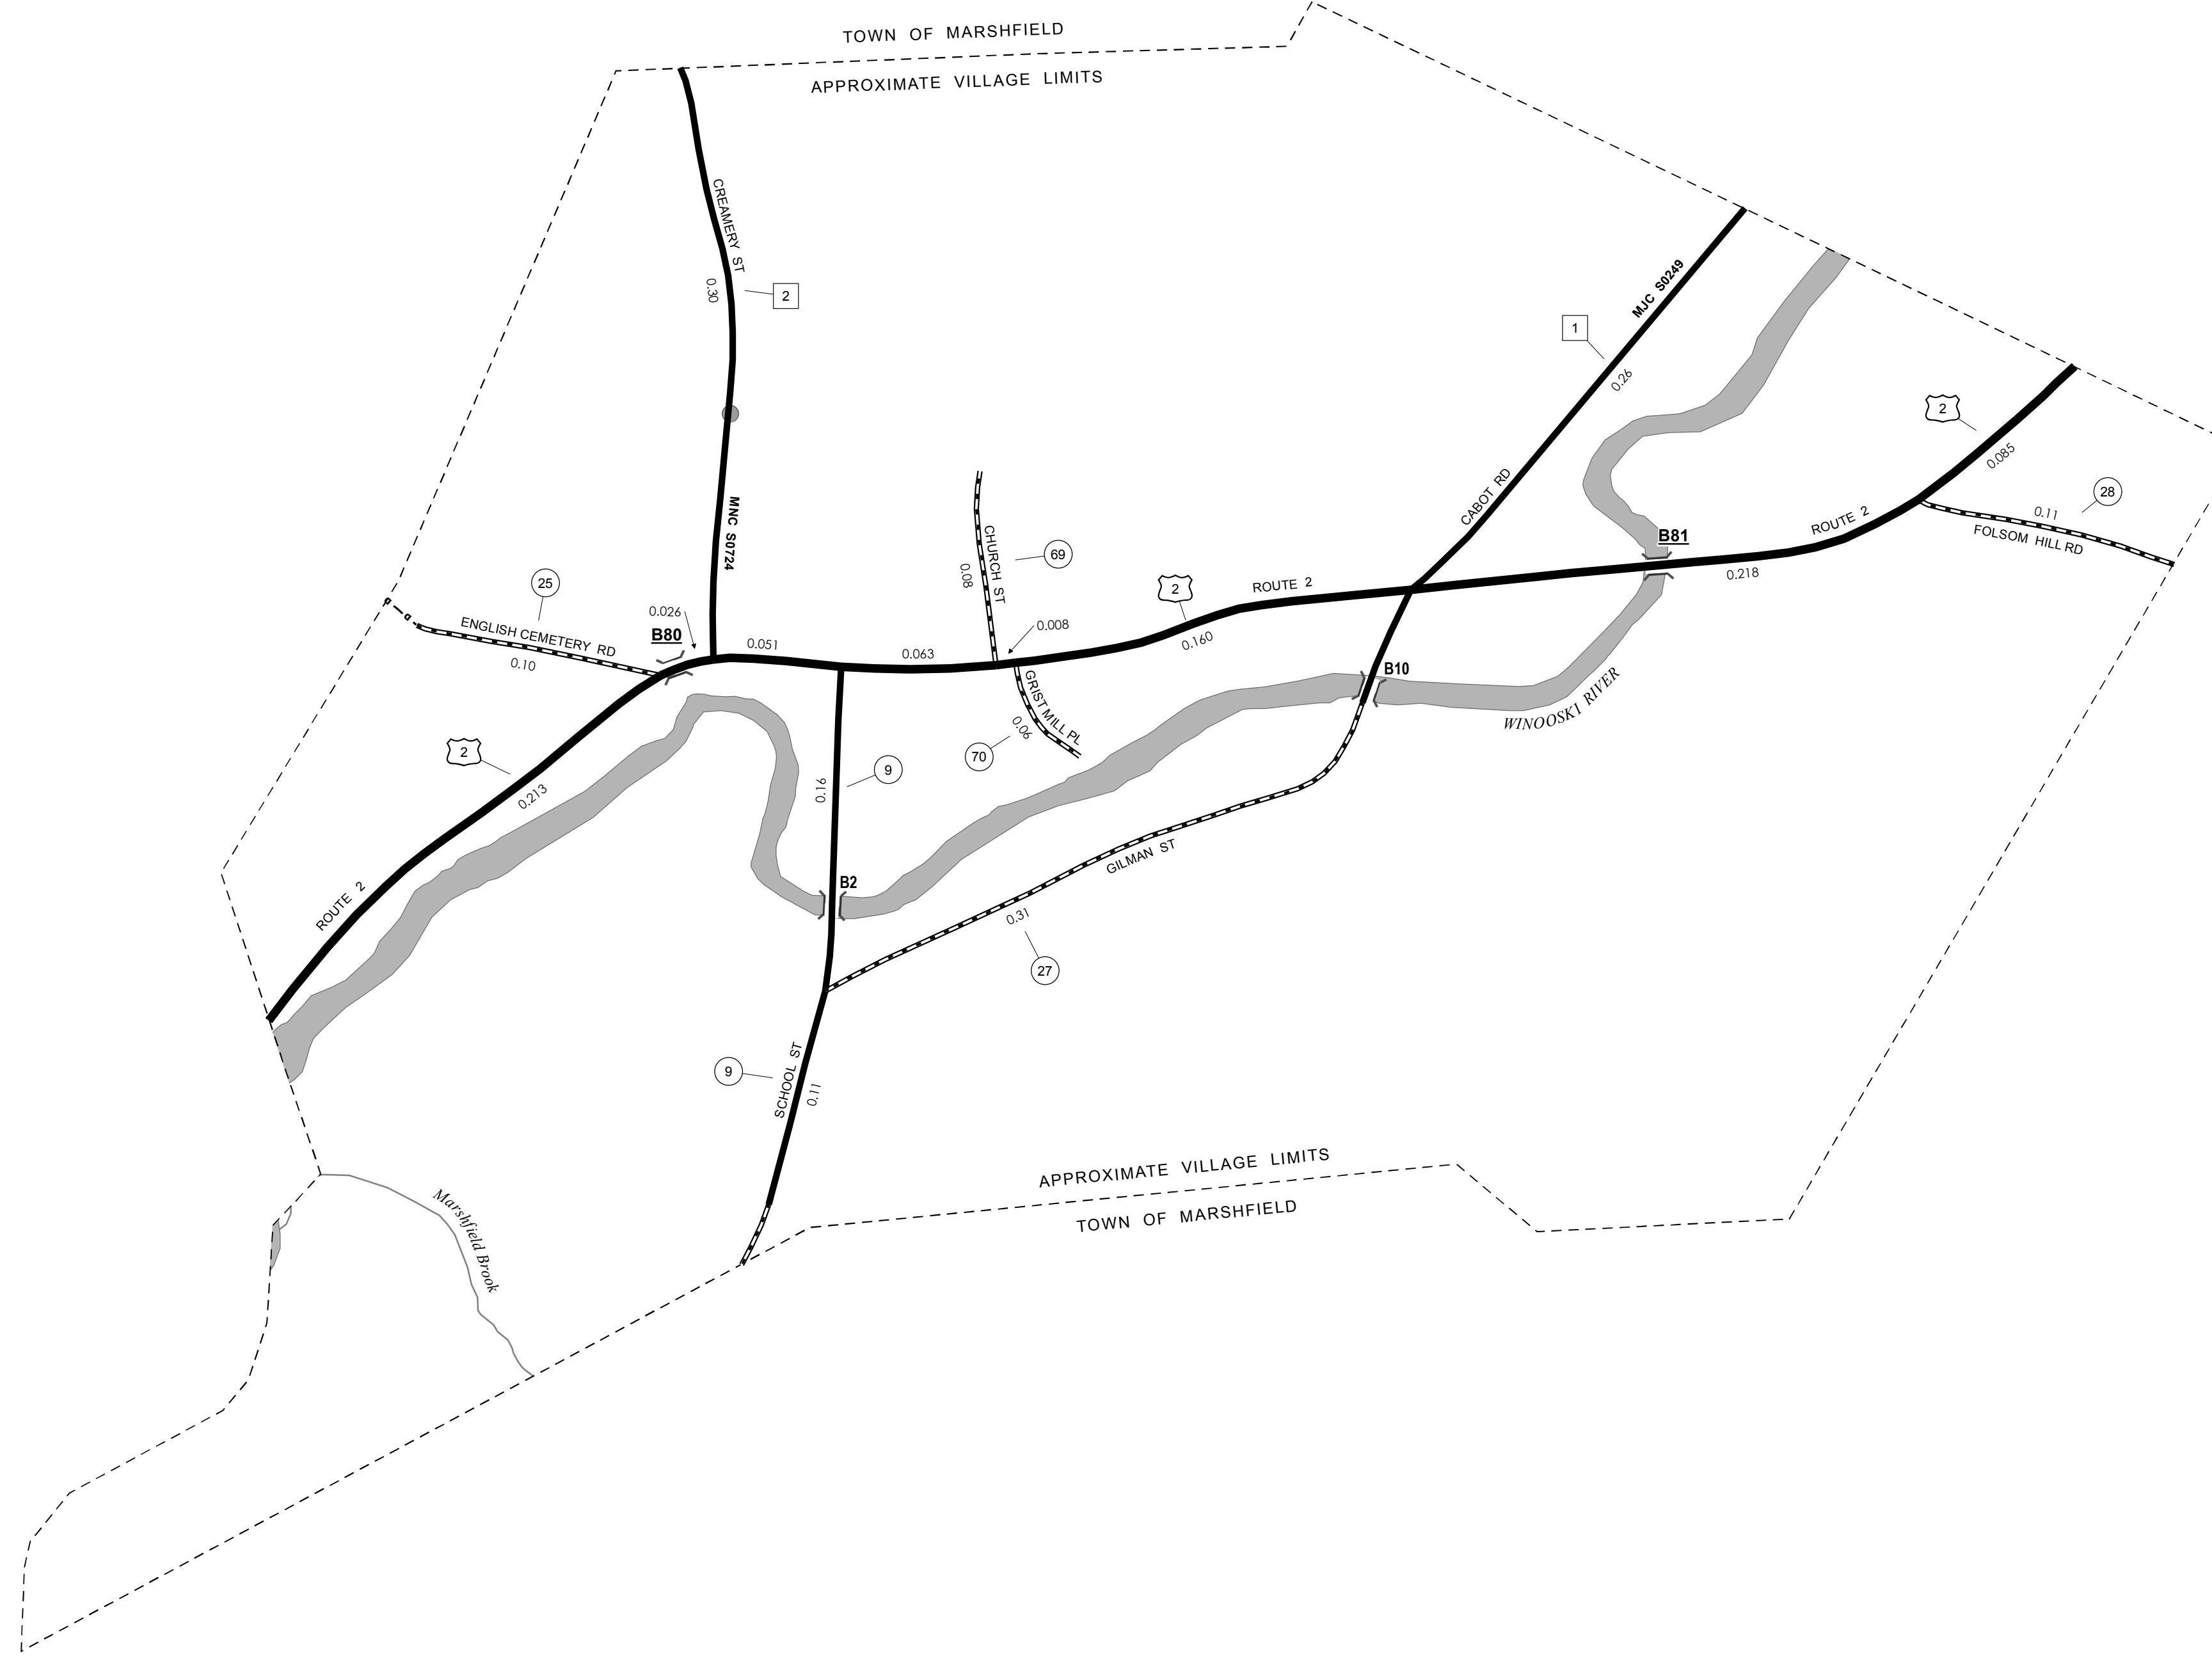 TOWN OF MARSHFIELD
APPROXIMATE VILLAGE LIMITS
CREAMERY ST
0.30
2
MNC S0724
MJC S0249
1
0.26
CABOT RD
2
0.085
28
0.11
FOLSOM HILL RD
ROUTE 2
B81
0.218
69
CHURCH ST
0.08
0.008
2
ROUTE 2
0.160
25
ENGLISH CEMETERY RD
0.10
0.026
B80
0.051
0.063
GRIST MILL PL
0.06
70
B10
WINOOSKI RIVER
2
0.213
ROUTE 2
9
0.16
B2
GILMAN ST
0.31
27
9
SCHOOL ST
0.11
APPROXIMATE VILLAGE LIMITS
TOWN OF MARSHFIELD
Marshfield Brook